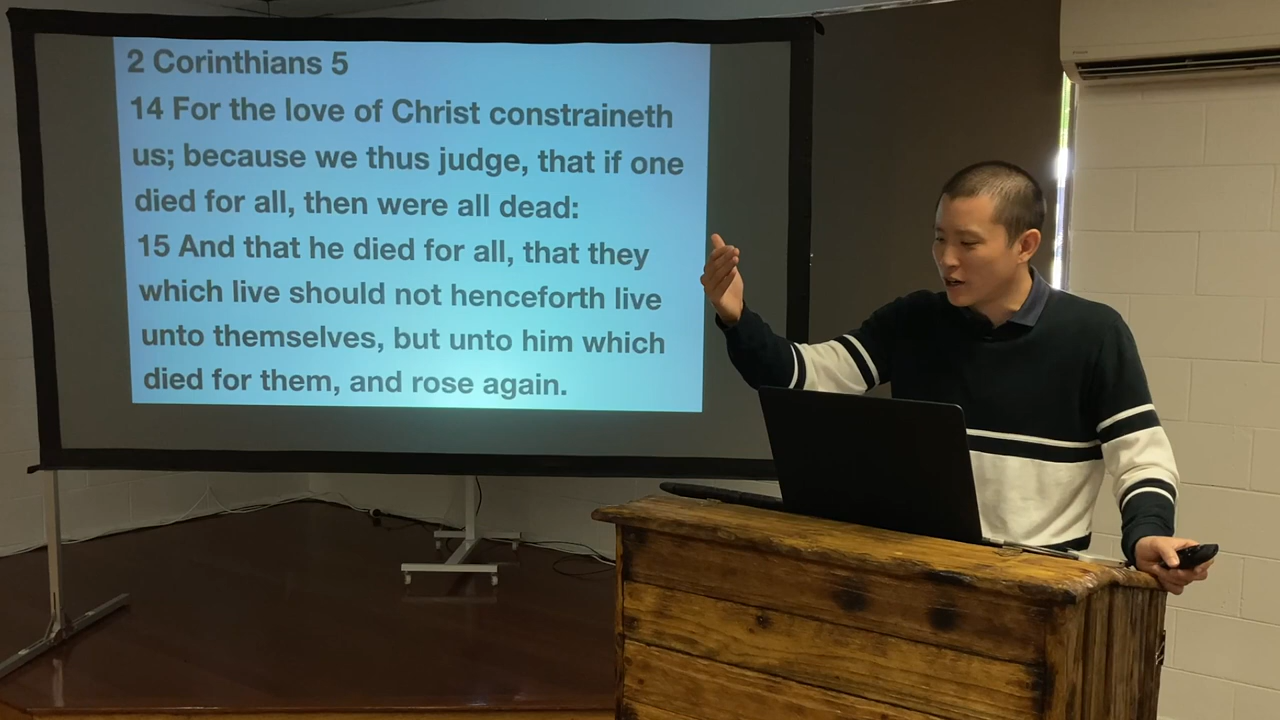 2 Corinthians 5
14 For the love of Christ constraineth
us; because we thus judge, that if one
died for all, then were all dead:
15 And that he died for all, that they
which live should not henceforth live
unto themselves, but unto him which
died for them, and rose again.